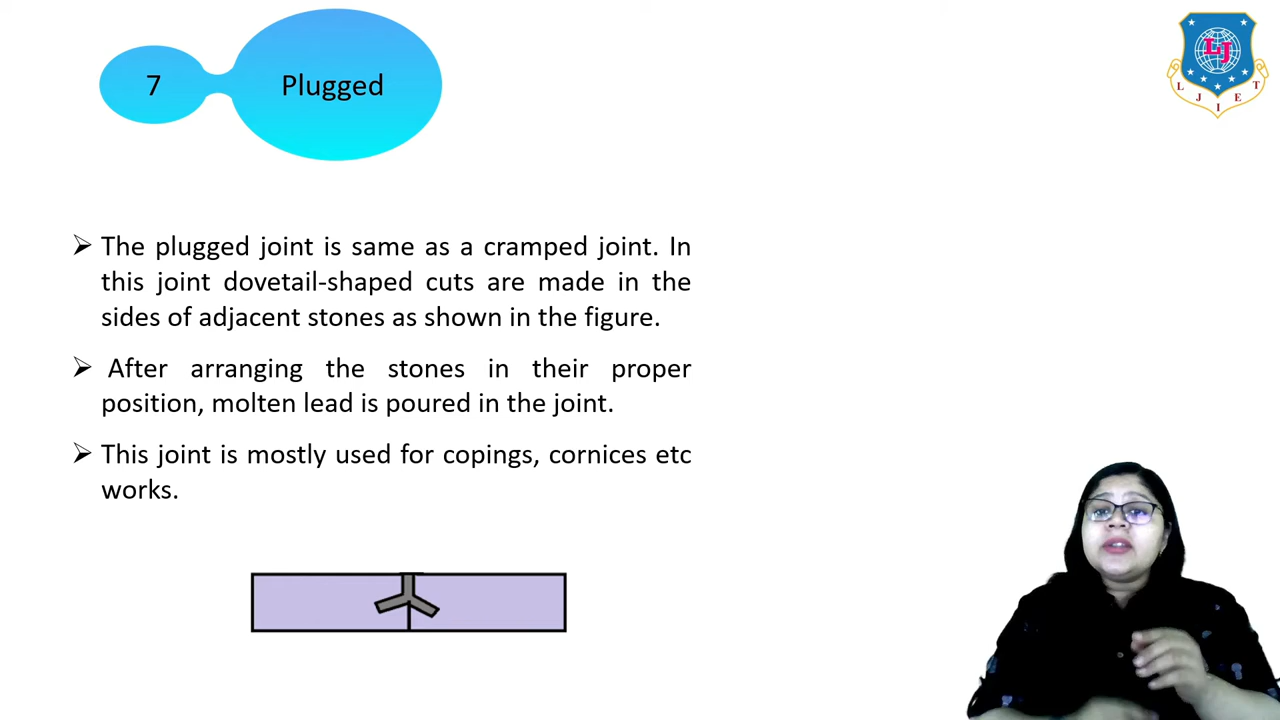 7
Plugged
LJ
L J I E T
➢ The plugged joint is same as a cramped joint. In
this joint dovetail-shaped cuts are made in the
sides of adjacent stones as shown in the figure.
➢ After arranging the stones in their proper
position, molten lead is poured in the joint.
➢ This joint is mostly used for copings, cornices etc
works.